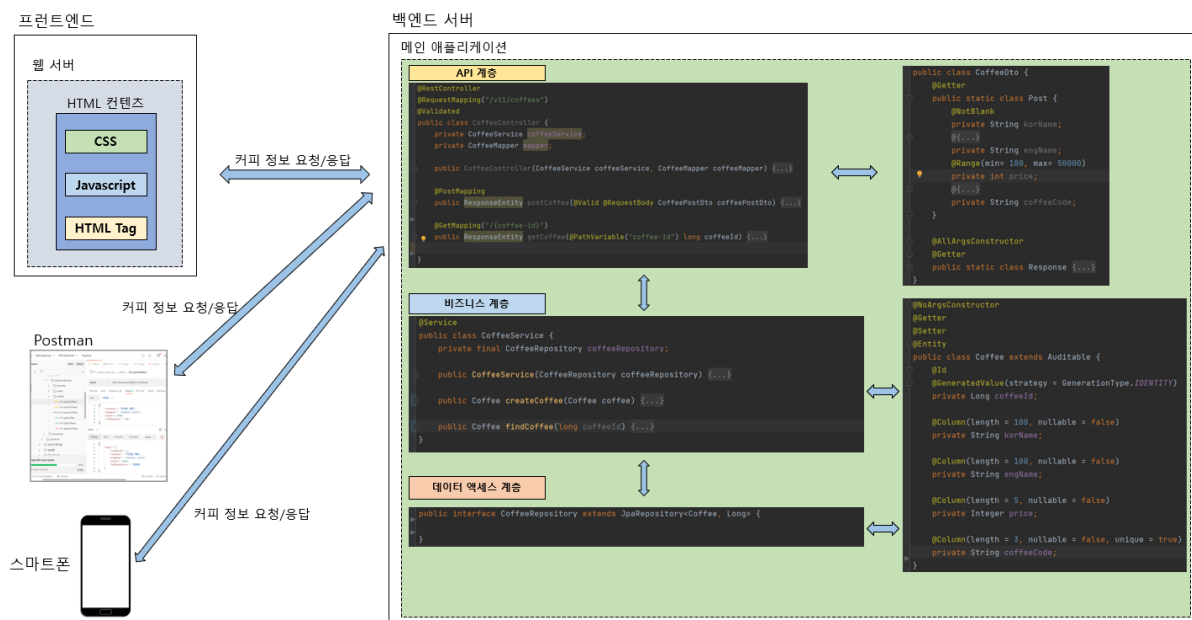 프런트엔드
웹 서버
HTML 컨텐츠
CSS
Javascript
HTML Tag
커피 정보 요청/응답
커피 정보 요청/응답
Postman
커피 정보 요청/응답
스마트폰
백엔드 서버
메인 애플리케이션
API 계층
@RestController
@RequestMapping("/v11/coffees")
@Validated
public class CoffeeController {
private CoffeeService coffeeService;
private CoffeeMapper mapper;
public CoffeeController(CoffeeService coffeeService, CoffeeMapper coffeeMapper) {...}
@PostMapping
public ResponseEntity postCoffee(@Valid @RequestBody CoffeePostDto coffeePostDto) {...}
@GetMapping("/{coffee-id}")
public ResponseEntity getCoffee(@PathVariable("coffee-id") long coffeeId) {...}
}
public class CoffeeDto {
@Getter
public static class Post {
@NotBlank
private String korName;
@{...}
private String engName;
@Range(min= 100, max= 50000)
private int price;
@{...}
private String coffeeCode;
}
@AllArgsConstructor
@Getter
public static class Response {...}
}
비즈니스 계층
@Service
public class CoffeeService {
private final CoffeeRepository coffeeRepository;
public CoffeeService(CoffeeRepository coffeeRepository) {...}
public Coffee createCoffee(Coffee coffee) {...}
public Coffee findCoffee(long coffeeId) {...}
}
데이터 액세스 계층
public interface CoffeeRepository extends JpaRepository<Coffee, Long> {
}
@NoArgsConstructor
@Getter
@Setter
@Entity
public class Coffee extends Auditable {
@Id
@GeneratedValue(strategy = GenerationType.IDENTITY)
private Long coffeeId;
@Column(length = 100, nullable = false)
private String korName;
@Column(length = 100, nullable = false)
private String engName;
@Column(length = 5, nullable = false)
private Integer price;
@Column(length = 3, nullable = false, unique = true)
private String coffeeCode;
}